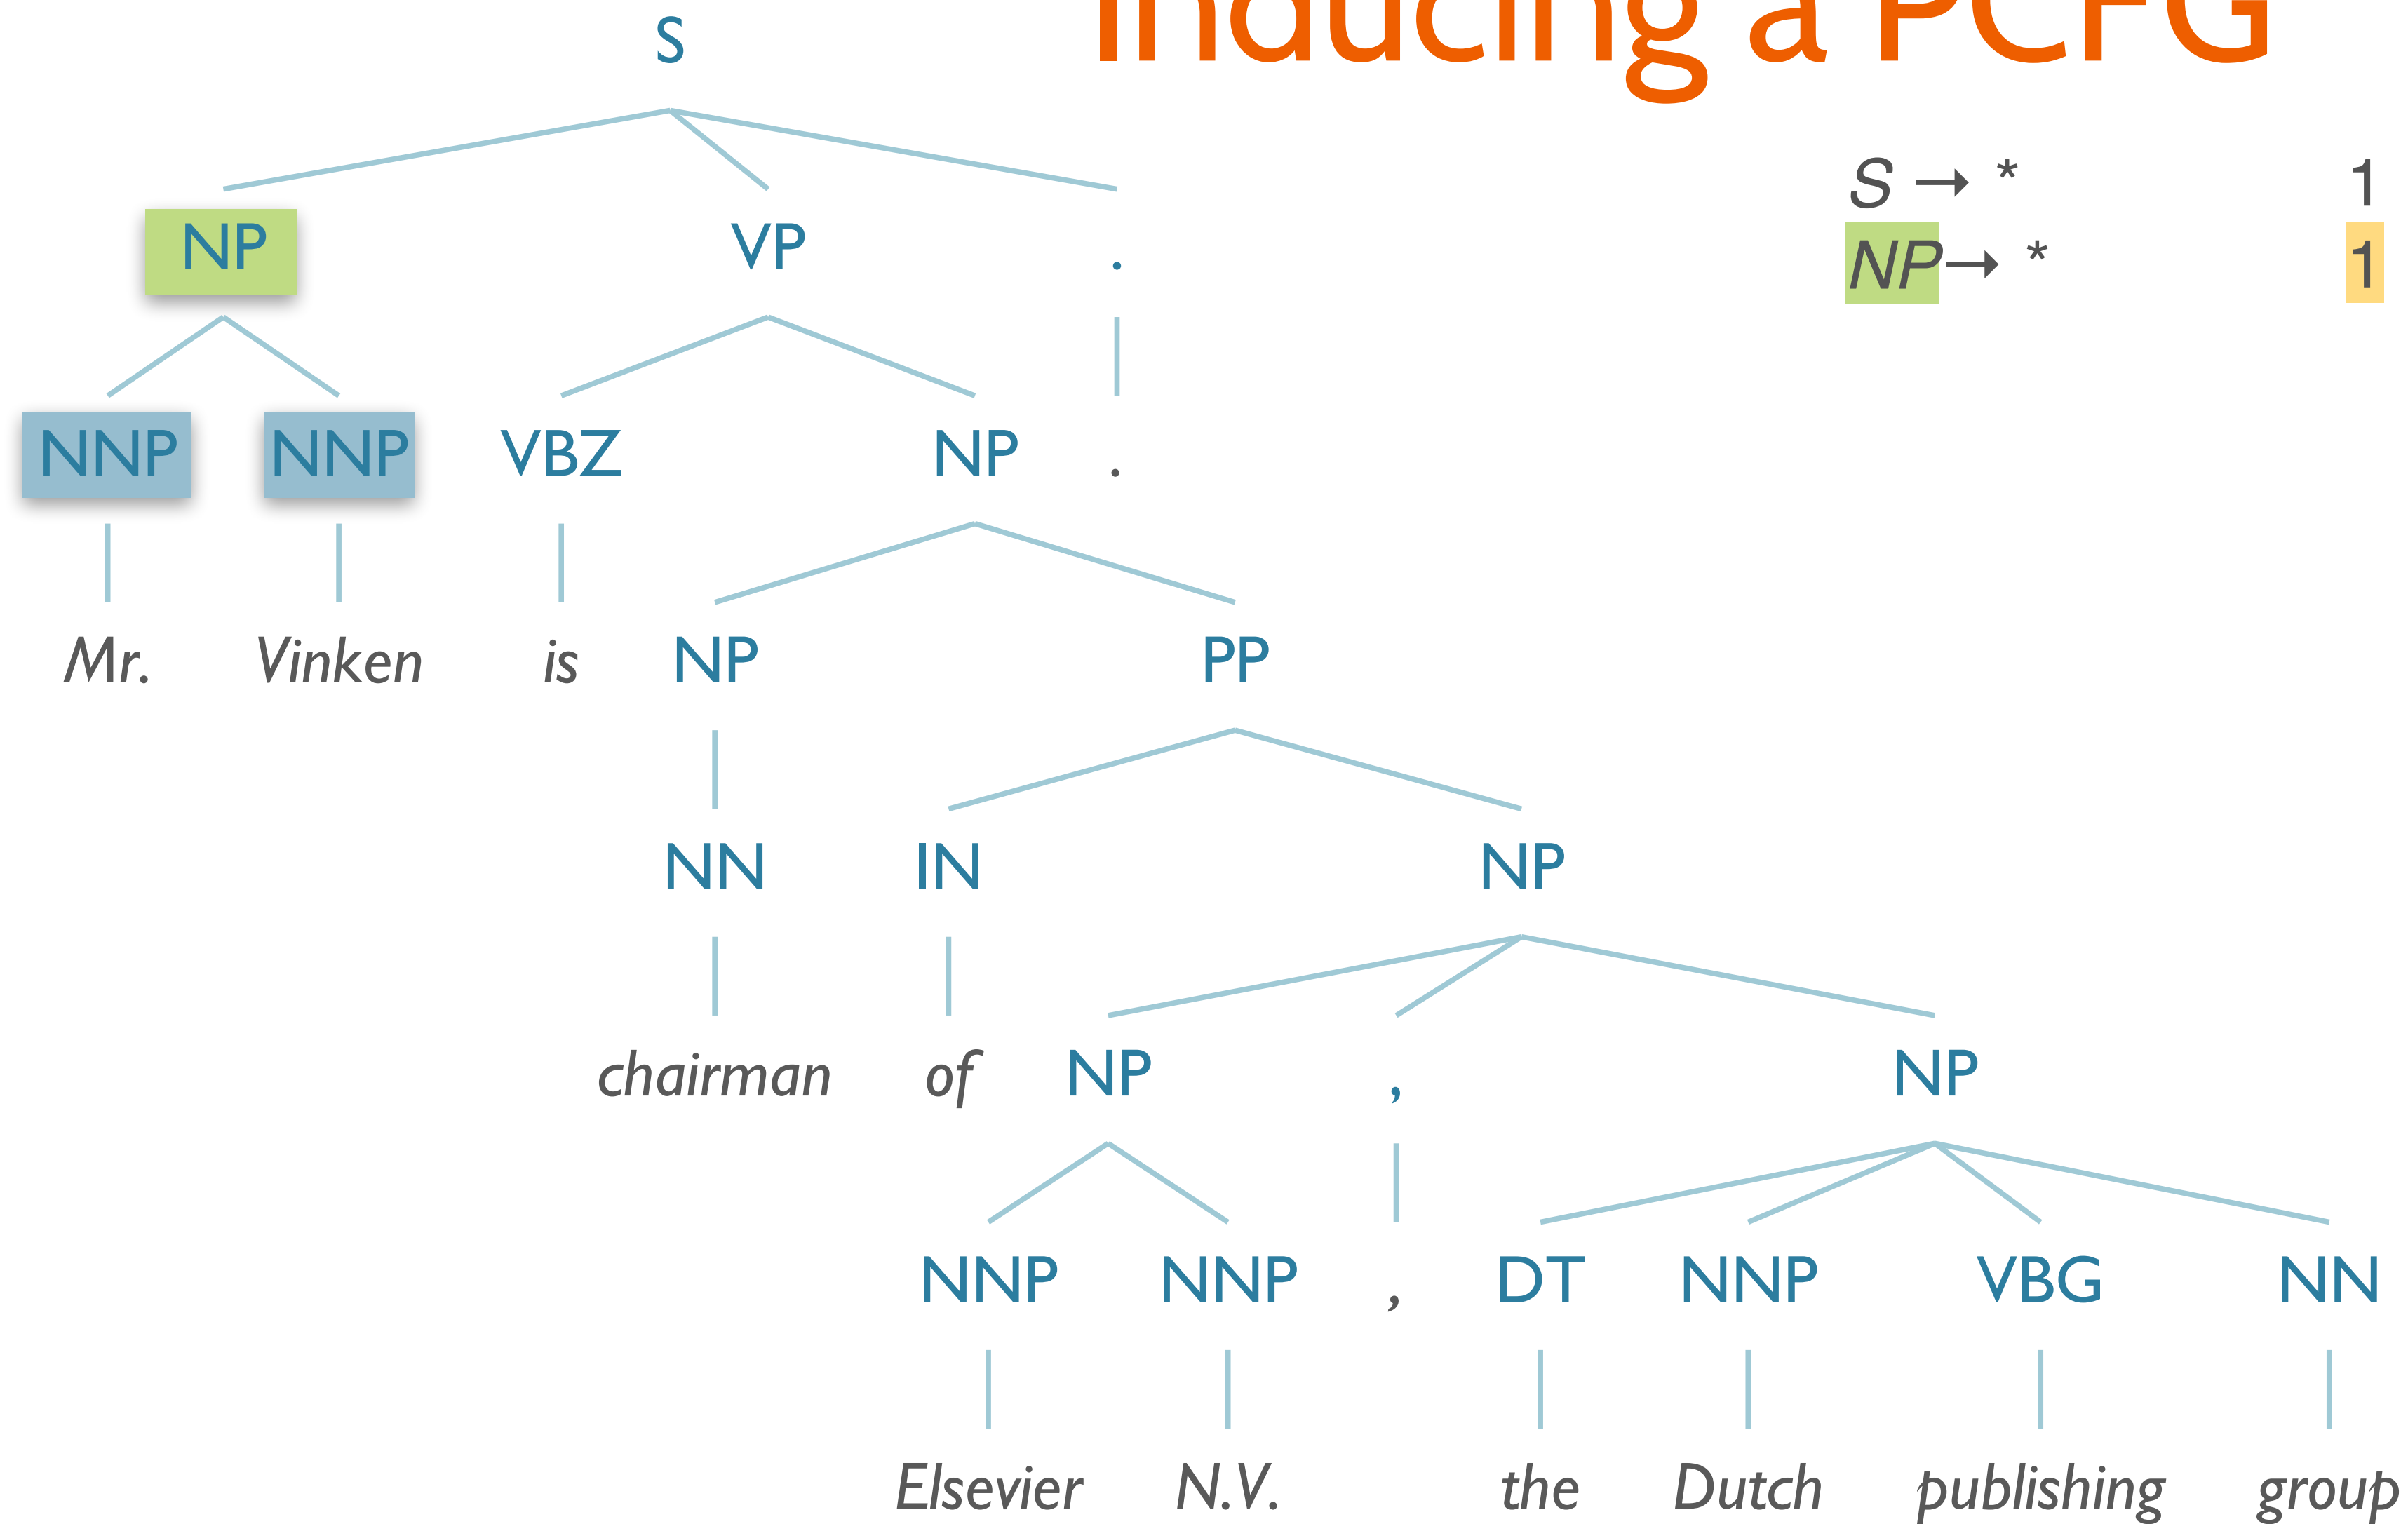 Inducing a PCFG
S
S → * 1
NP VP .
NP → * 1
NNP NNP VBZ NP .
Mr. Vinken is NP PP
NN IN NP
chairman of NP , NP
NNP NNP , DT NNP VBG NN
Elsevier N.V. the Dutch publishing group